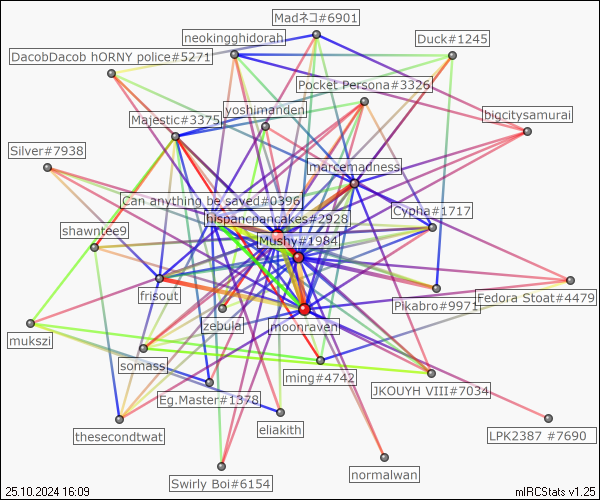 Madネコ#6901
neokingghidorah
Duck#1245
DacobDacob hORNY police#5271
Pocket Persona#3326
yoshimanden
bigcitysamurai
Majestic#3375
Silver#7938
marcemadness
Can anything be saved#0396
hispancpancakes#2928
Cypha#1717
shawntee9
Mushy#1984
frisout
Pikabro#9971
Fedora Stoat#4479
zebula
moonraven
mukszi
somass
ming#4742
JKOUYH VIII#7034
Eg.Master#1378
eliakith
thesecondtwat
LPK2387 #7690
normalwan
Swirly Boi#6154
25.10.2024 16:09
mIRCStats v1.25